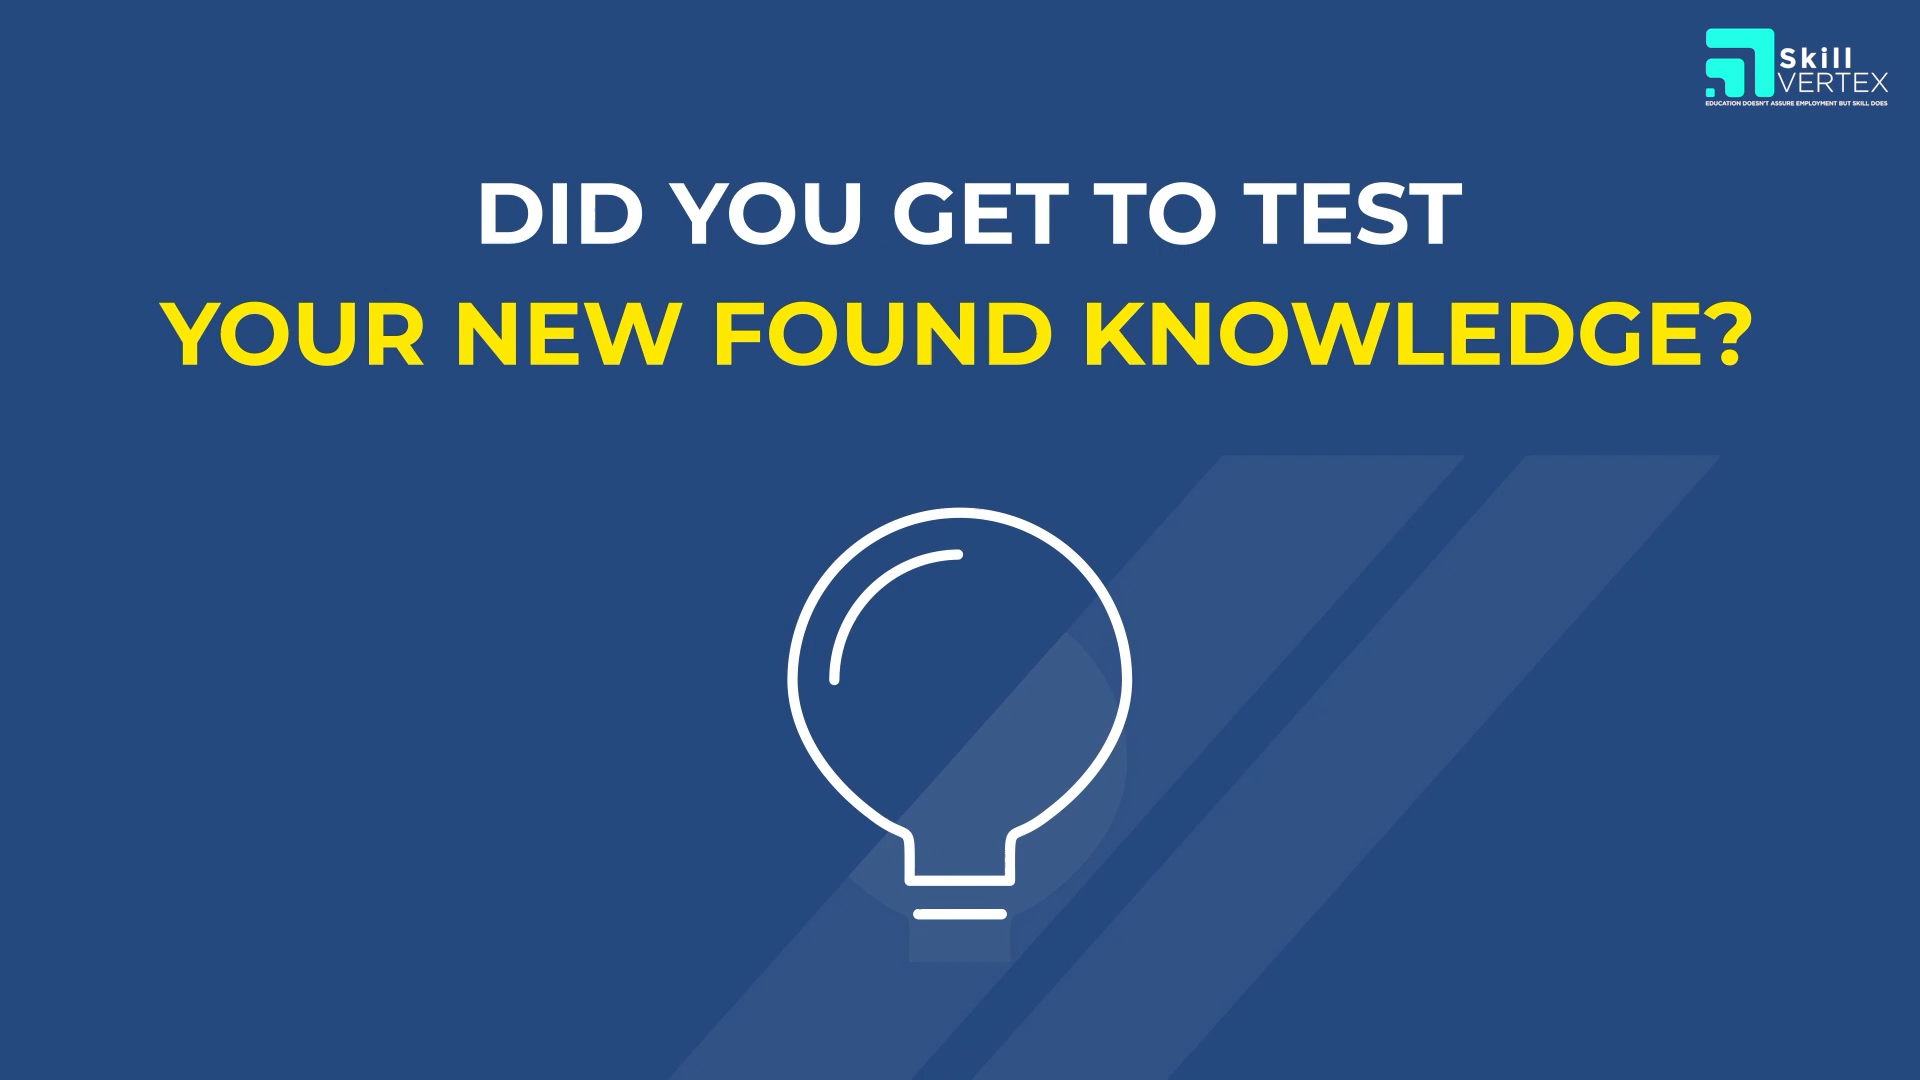 Skill
VERTEX
EDUCATION DOESN'T ASSURE EMPLOYMENT BUT SKILL DOES
DID YOU GET TO TEST
YOUR NEW FOUND KNOWLEDGE?